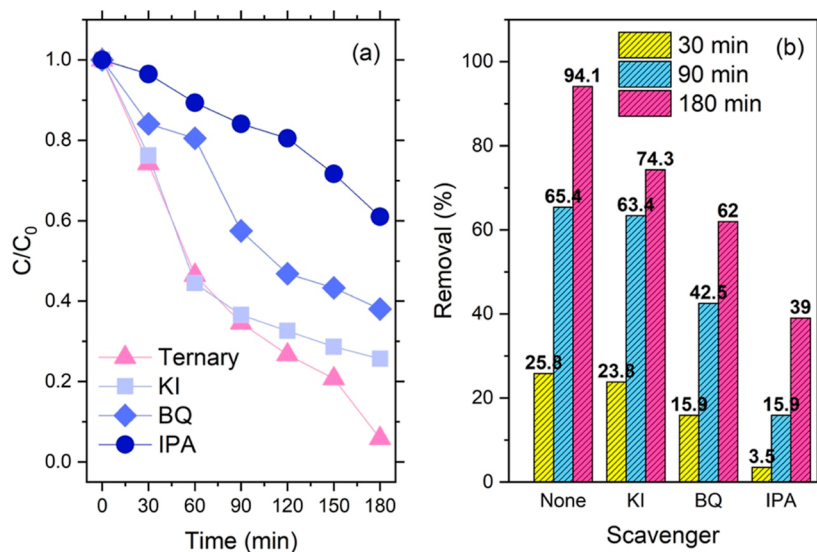 (a)
1.0
0.8
0.6
0.4
0.2
0.0
C/C0
Ternary
KI
BQ
IPA
0 30 60 90 120 150 180
Time (min)
(b)
30 min
90 min
180 min
100
80
60
40
20
0
Removal (%)
25.8 65.4 94.1
23.8 63.4 74.3
15.9 42.5 62
3.5 15.9 39
None KI BQ IPA
Scavenger